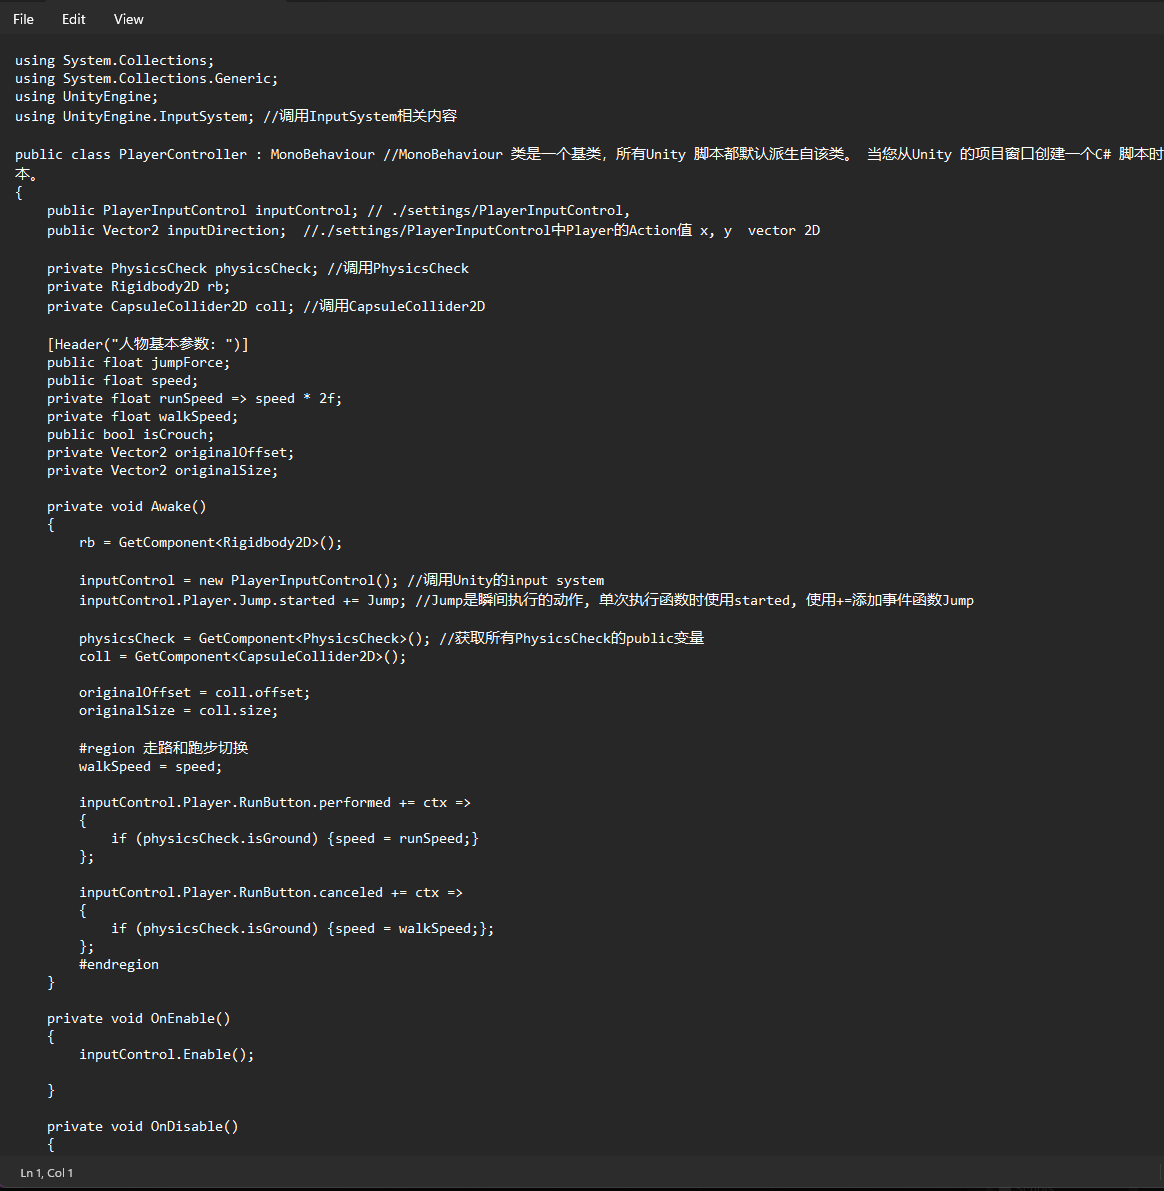 File Edit View
using System.Collections;
using System.Collections.Generic;
using UnityEngine;
using UnityEngine.InputSystem; //调用InputSystem相关内容
public class PlayerController : MonoBehaviour //MonoBehaviour 类是一个基类，所有Unity 脚本都默认派生自该类。 当您从Unity 的项目窗口创建一个C# 脚本时
本。
{
    public PlayerInputControl inputControl; // ./settings/PlayerInputControl,
    public Vector2 inputDirection;  //./settings/PlayerInputControl中Player的Action值 x, y  vector 2D
    private PhysicsCheck physicsCheck; //调用PhysicsCheck
    private Rigidbody2D rb;
    private CapsuleCollider2D coll; //调用CapsuleCollider2D
    [Header("人物基本参数: ")]
    public float jumpForce;
    public float speed;
    private float runSpeed => speed * 2f;
    private float walkSpeed;
    public bool isCrouch;
    private Vector2 originalOffset;
    private Vector2 originalSize;
    private void Awake()
    {
        rb = GetComponent<Rigidbody2D>();
        inputControl = new PlayerInputControl(); //调用Unity的input system
        inputControl.Player.Jump.started += Jump; //Jump是瞬间执行的动作, 单次执行函数时使用started, 使用+=添加事件函数Jump
        physicsCheck = GetComponent<PhysicsCheck>(); //获取所有PhysicsCheck的public变量
        coll = GetComponent<CapsuleCollider2D>();
        originalOffset = coll.offset;
        originalSize = coll.size;
        #region 走路和跑步切换
        walkSpeed = speed;
        inputControl.Player.RunButton.performed += ctx =>
        {
            if (physicsCheck.isGround) {speed = runSpeed;}
        };
        inputControl.Player.RunButton.canceled += ctx =>
        {
            if (physicsCheck.isGround) {speed = walkSpeed;};
        };
        #endregion
    }
    private void OnEnable()
    {
        inputControl.Enable();
    }
    private void OnDisable()
    {
Ln 1, Col 1